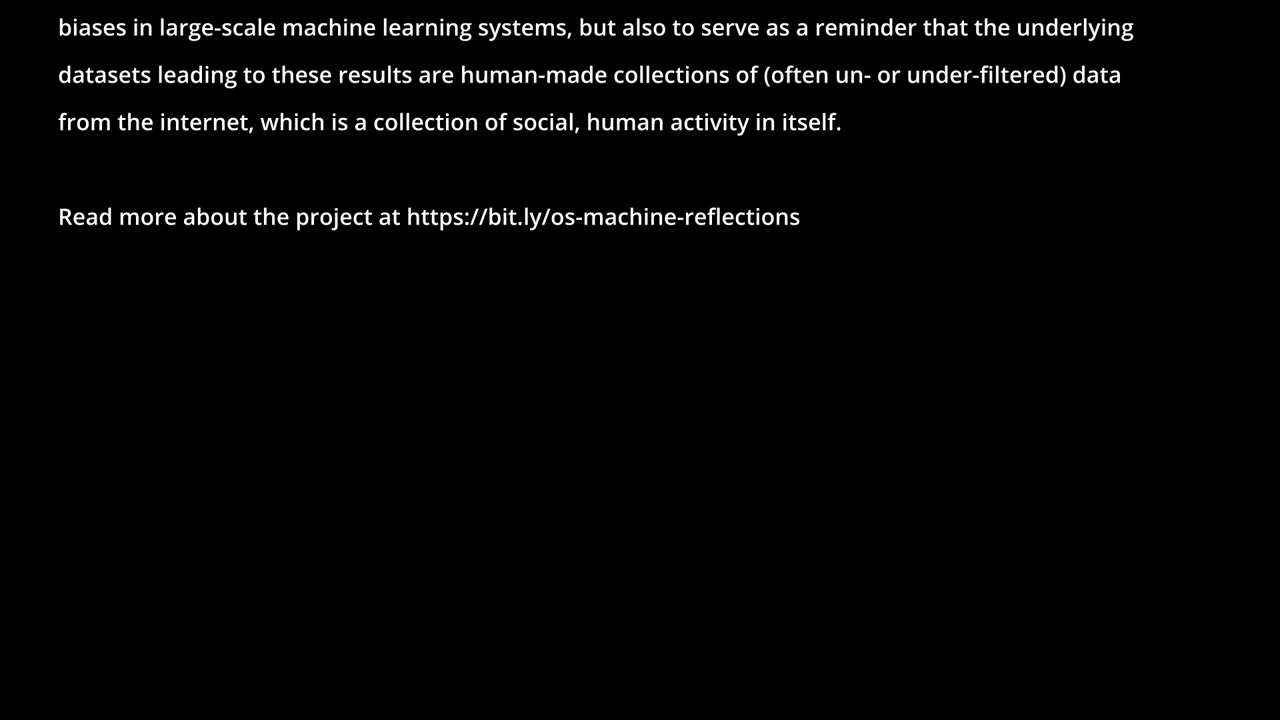 biases in large-scale machine learning systems, but also to serve as a reminder that the underlying
datasets leading to these results are human-made collections of (often un- or under-filtered) data
from the internet, which is a collection of social, human activity in itself.
Read more about the project at https://bit.ly/os-machine-reflections